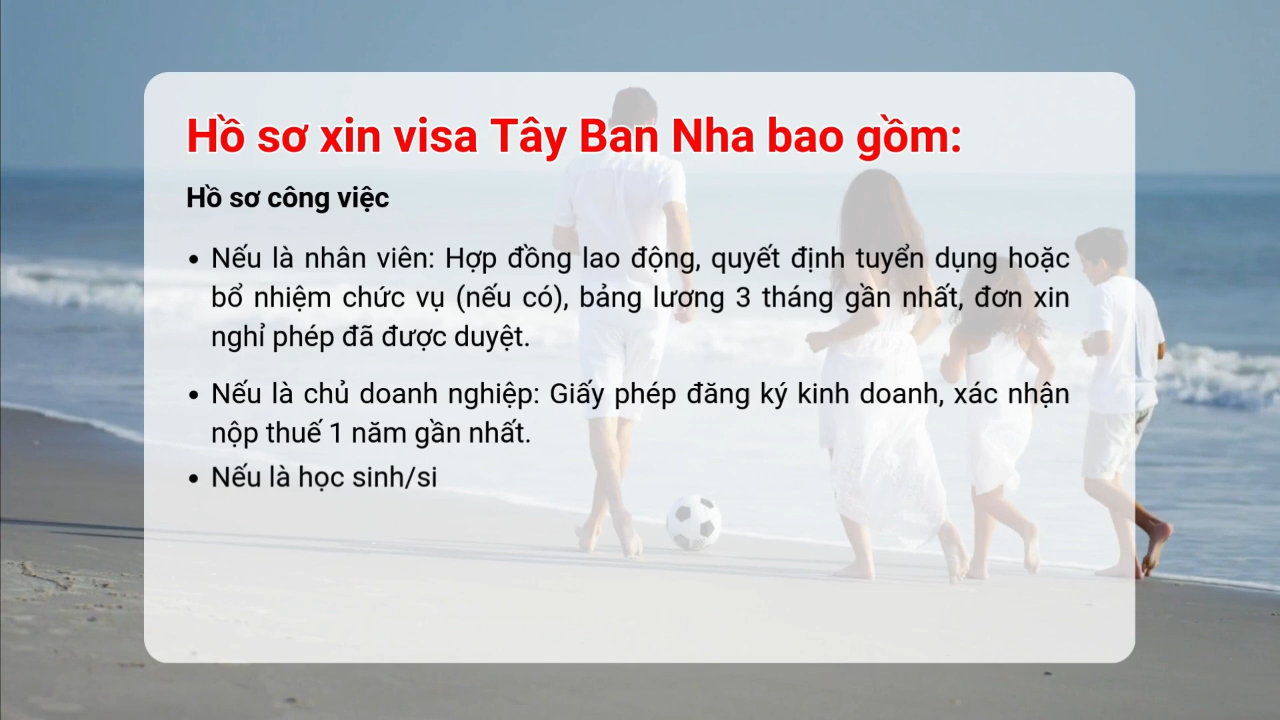 Hồ sơ xin visa Tây Ban Nha bao gồm:
Hồ sơ công việc
• Nếu là nhân viên: Hợp đồng lao động, quyết định tuyển dụng hoặc
bổ nhiệm chức vụ (nếu có), bảng lương 3 tháng gần nhất, đơn xin
nghỉ phép đã được duyệt.
• Nếu là chủ doanh nghiệp: Giấy phép đăng ký kinh doanh, xác nhận
nộp thuế 1 năm gần nhất.
• Nếu là học sinh/si